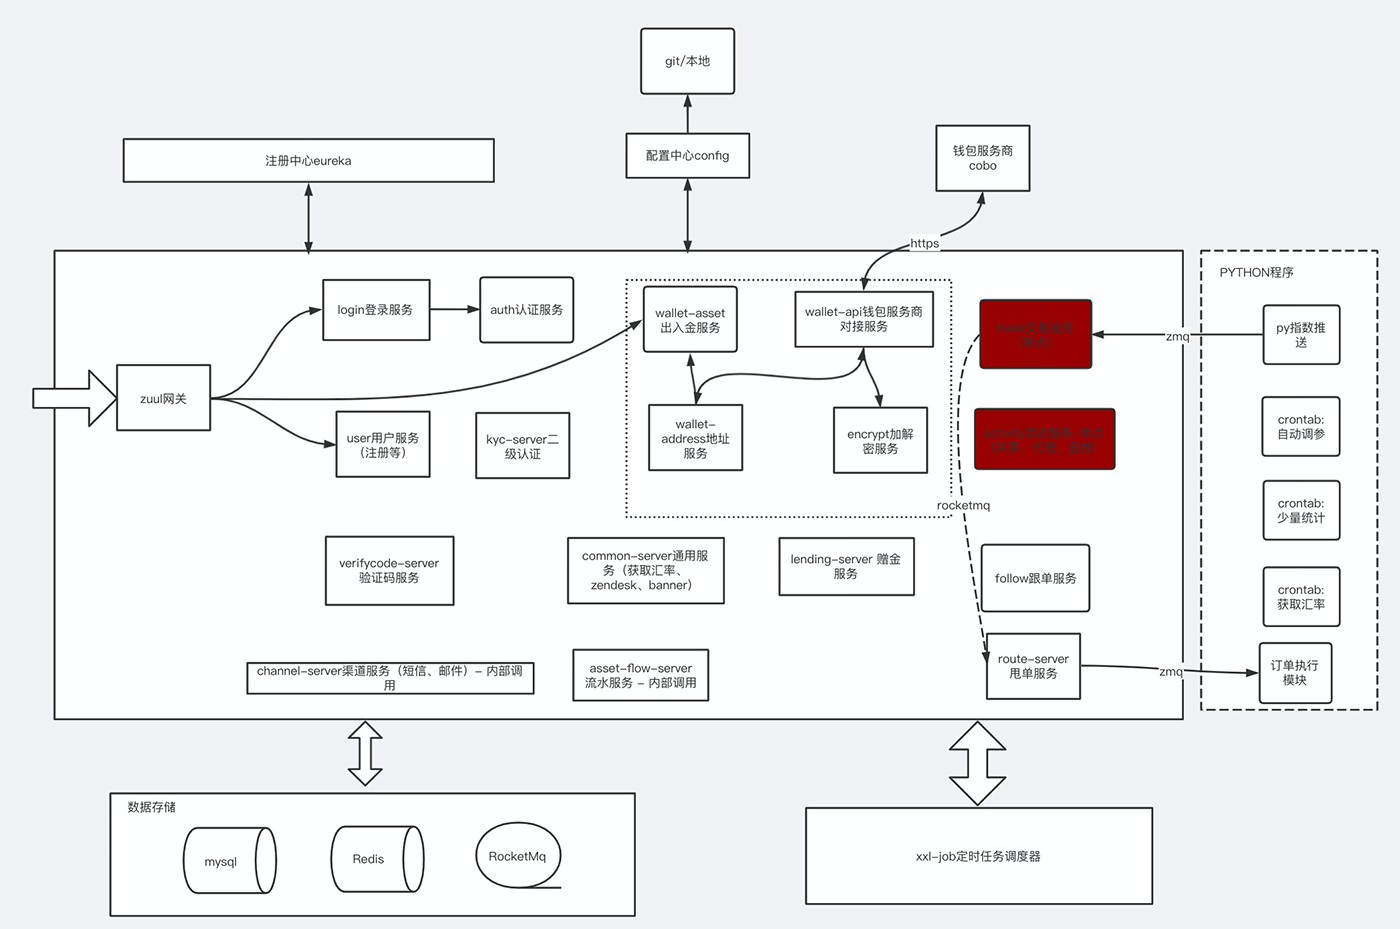 git/本地
注册中心eureka
配置中心config
钱包服务商
cobo
https
PYTHON程序
login登录服务
auth认证服务
wallet-asset
出入金服务
wallet-api钱包服务商
对接服务
zmq
py指数推
送
zuul网关
user用户服务
（注册等）
kyc-server二
级认证
wallet-
address地址
服务
encrypt加解
密服务
crontab:
自动调参
rocketmq
crontab:
少量统计
verifycode-server
验证码服务
common-server通用服
务（获取汇率、
zendesk、banner）
lending-server 赠金
服务
follow跟单服务
crontab:
获取汇率
channel-server渠道服务（短信、邮件）- 内部调
用
asset-flow-server
流水服务 - 内部调用
route-server
甩单服务
zmq
订单执行
模块
数据存储
mysql
Redis
RocketMq
xxl-job定时任务调度器